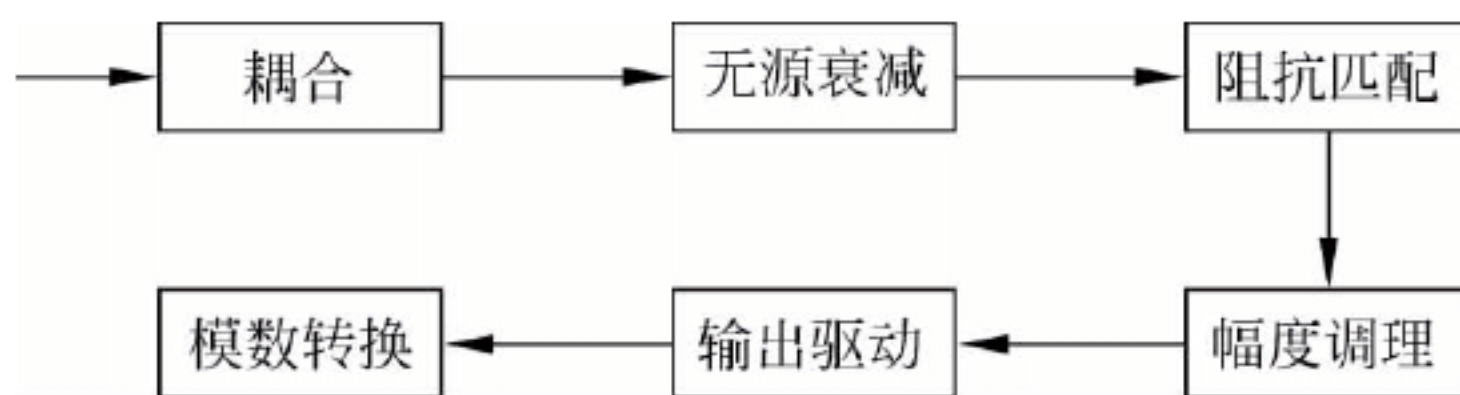 耦合
无源衰减
阻抗匹配
幅度调理
输出驱动
模数转换